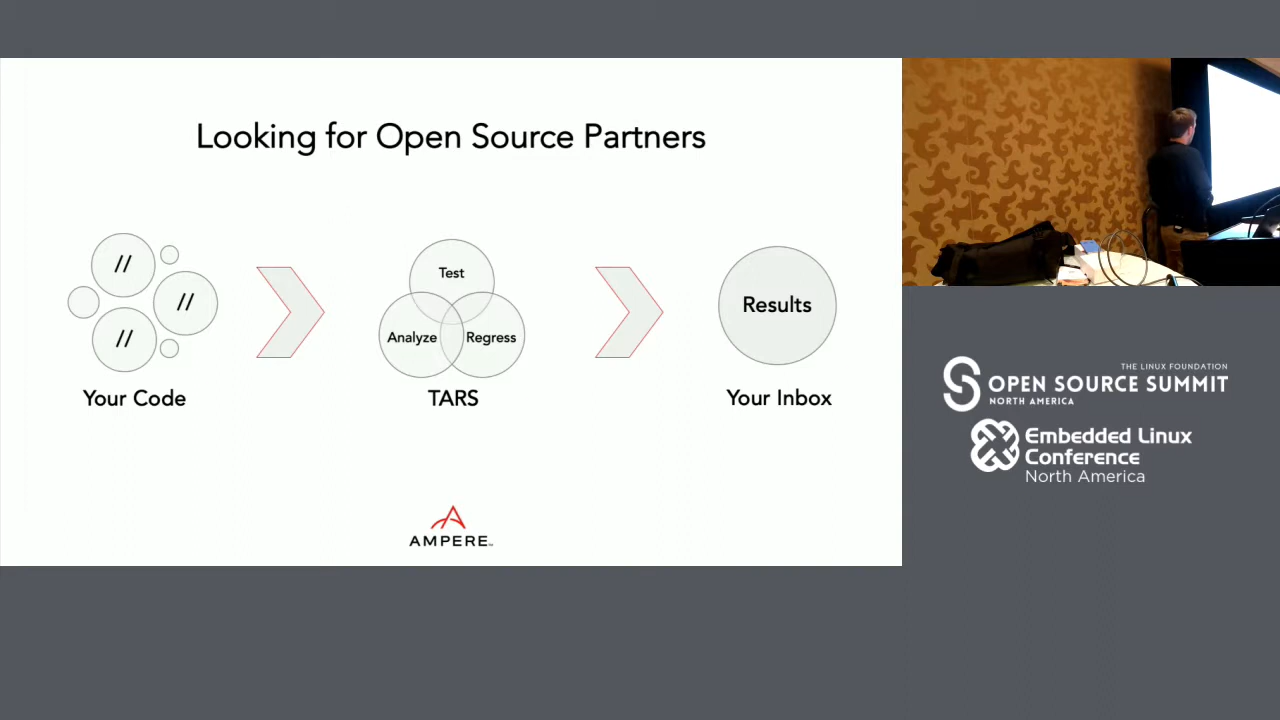 Looking for Open Source Partners
//
//
//
Your Code
Test
Analyze
Regress
TARS
Results
Your Inbox
AMPERE
THE LINUX FOUNDATION
OPEN SOURCE SUMMIT
NORTH AMERICA
Embedded Linux
Conference
North America